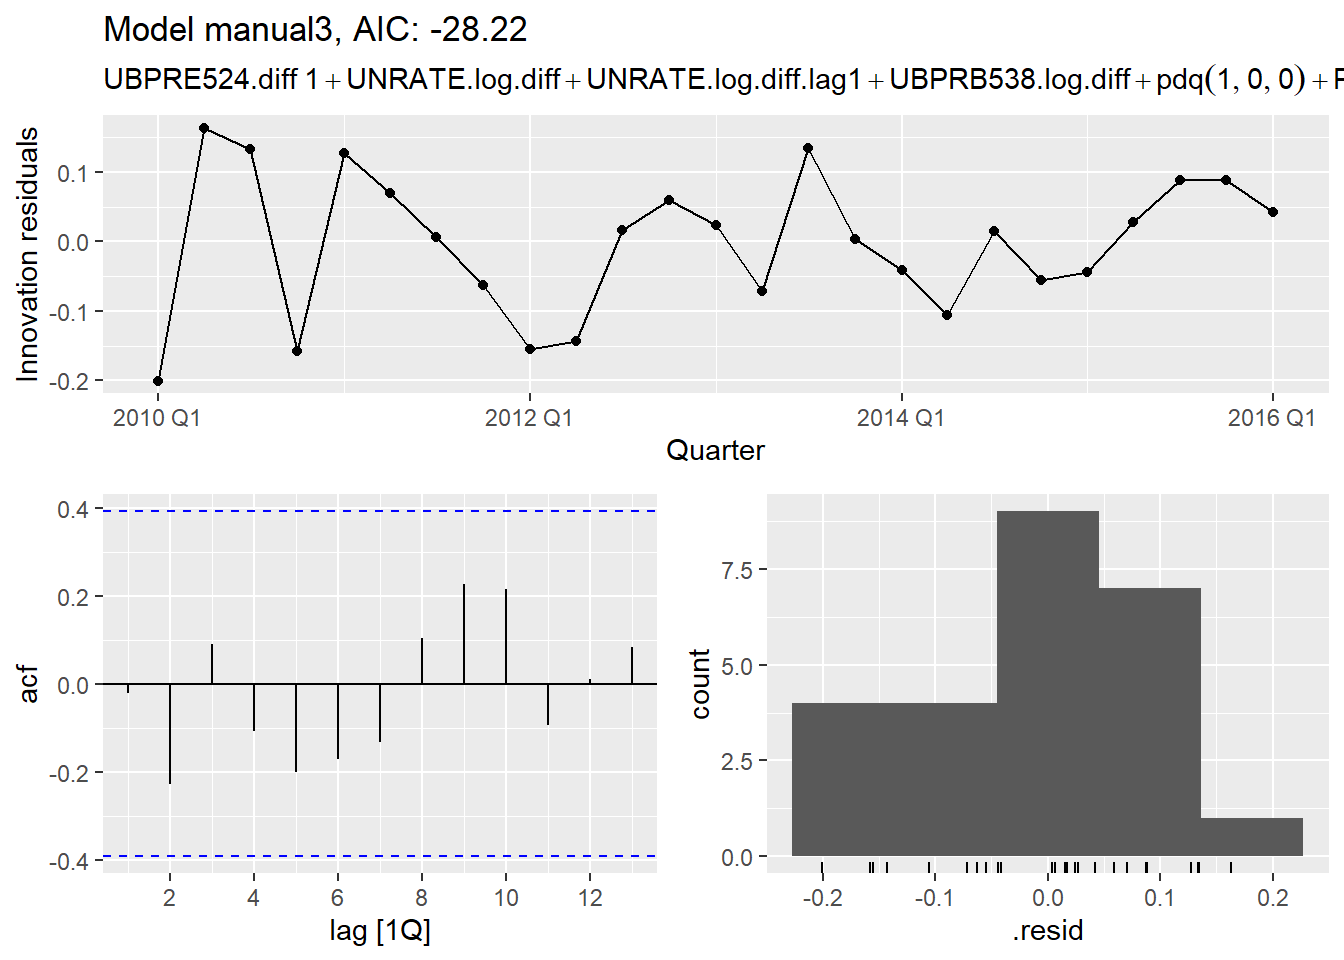 Model manual3, AIC: -28.22
UBPRE524.diff 1 + UNRATE.log.diff + UNRATE.log.diff.lag1 + UBPRB538.log.diff + pdq(1, 0, 0) +
Innovation residuals
0.1
0.0
-0.1
-0.2
2010 Q1
2012 Q1
2014 Q1
2016 Q1
Quarter
acf
0.4
0.2
0.0
-0.2
-0.4
2
4
6
8
10
12
lag [1Q]
count
7.5
5.0
2.5
0.0
-0.2
-0.1
0.0
0.1
0.2
.resid